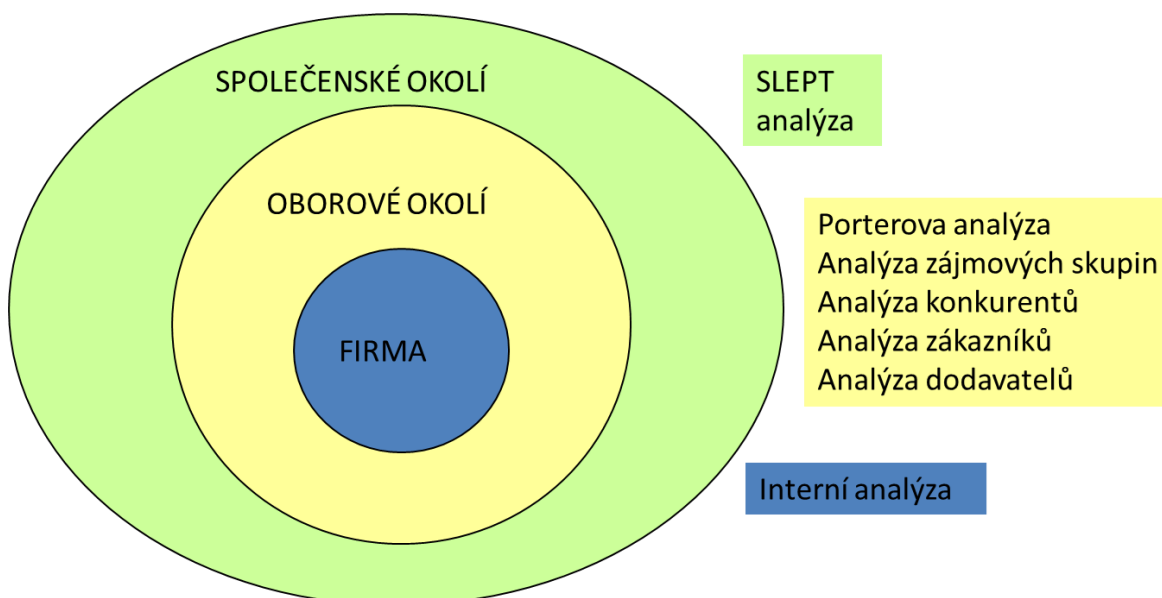 SPOLEČENSKÉ OKOLÍ
OBOROVÉ OKOLÍ
FIRMA
SLEPT
analýza
Porterova analýza
Analýza zájmových skupin
Analýza konkurentů
Analýza zákazníků
Analýza dodavatelů
Interní analýza